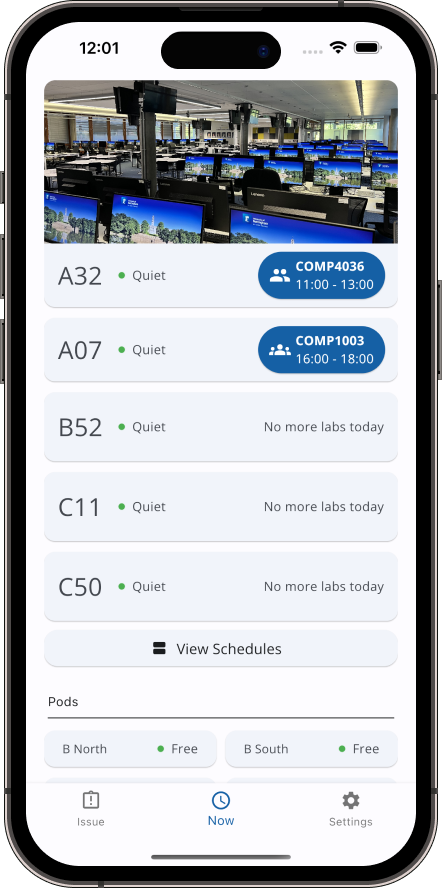 12:01
lenovo
A32
Quiet
COMP4036
11:00 - 13:00
A07
Quiet
COMP1003
16:00 - 18:00
B52
Quiet
No more labs today
C11
Quiet
No more labs today
C50
Quiet
No more labs today
View Schedules
Pods
B North
Free
B South
Free
Issue
Now
Settings